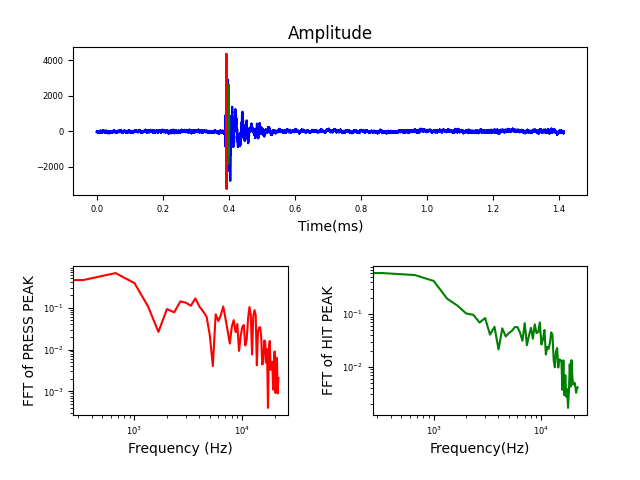 Amplitude
4000
2000
0
−2000
0.0 0.2 0.4 0.6 0.8 1.0 1.2 1.4
Time(ms)
FFT of PRESS PEAK
10⁻¹
10⁻²
10⁻³
10³ 10⁴
Frequency (Hz)
FFT of HIT PEAK
10⁻¹
10⁻²
10³ 10⁴
Frequency(Hz)